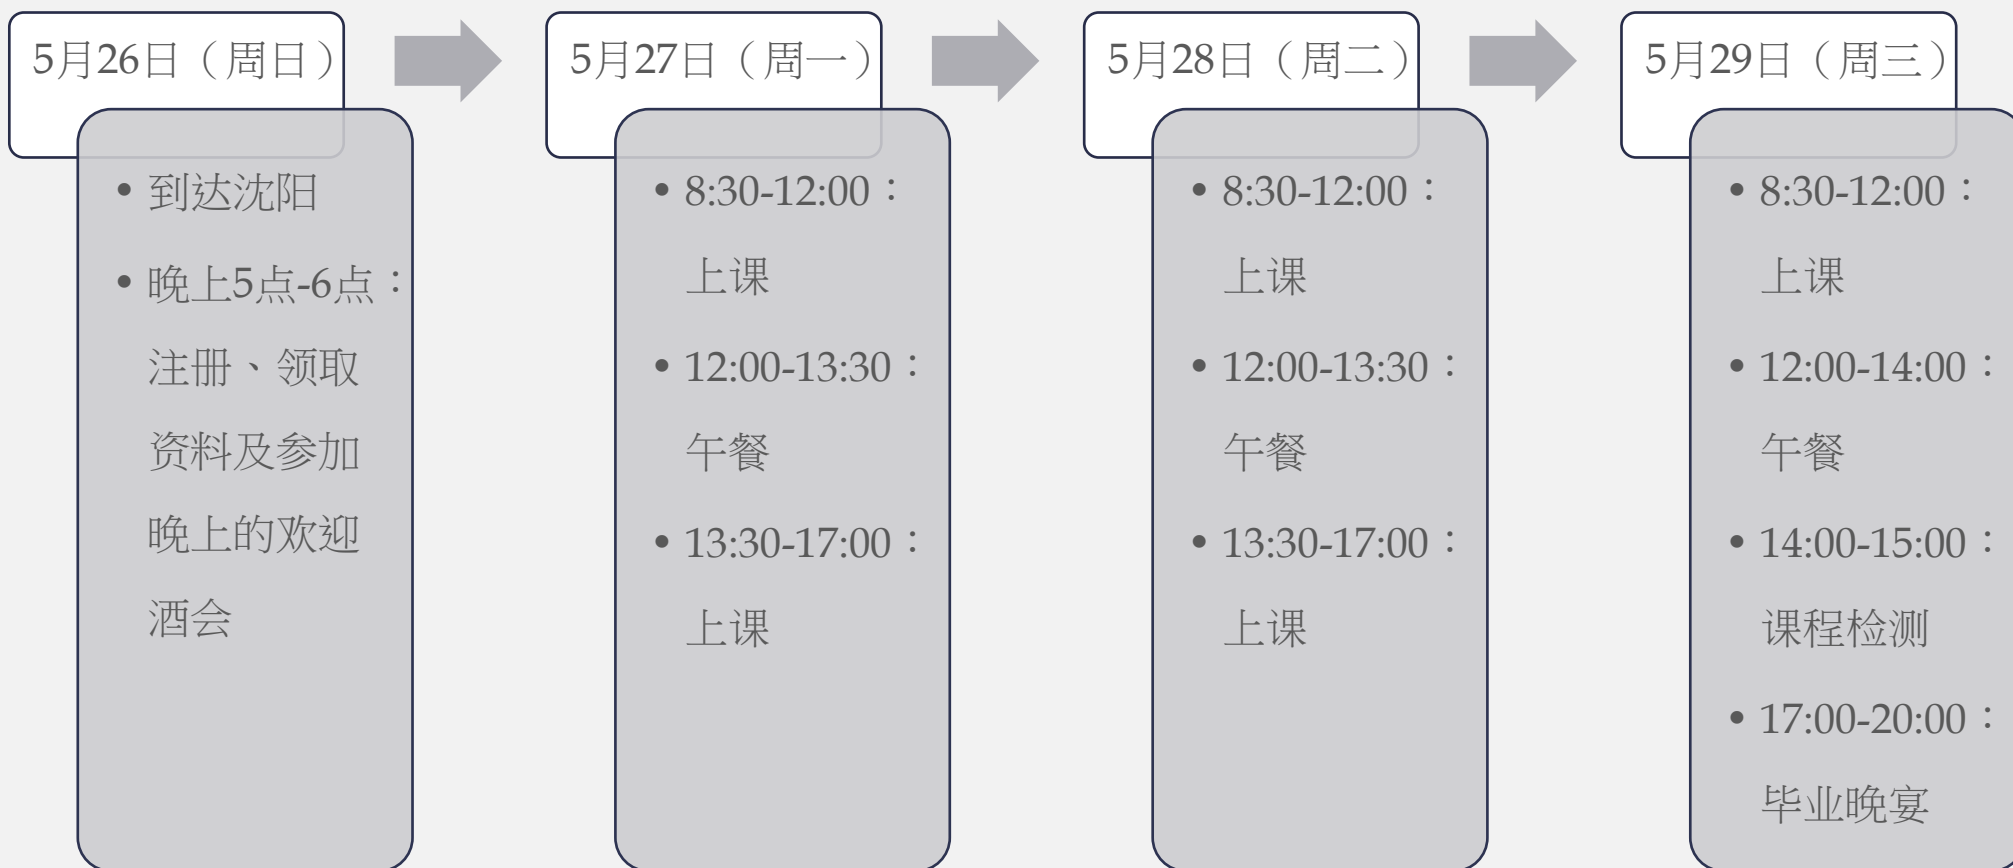 5月26日（周日）
• 到达沈阳
• 晚上5点-6点：
注册、领取
资料及参加
晚上的欢迎
酒会
5月27日（周一）
• 8:30-12:00：
上课
• 12:00-13:30：
午餐
• 13:30-17:00：
上课
5月28日（周二）
• 8:30-12:00：
上课
• 12:00-13:30：
午餐
• 13:30-17:00：
上课
5月29日（周三）
• 8:30-12:00：
上课
• 12:00-14:00：
午餐
• 14:00-15:00：
课程检测
• 17:00-20:00：
毕业晚宴